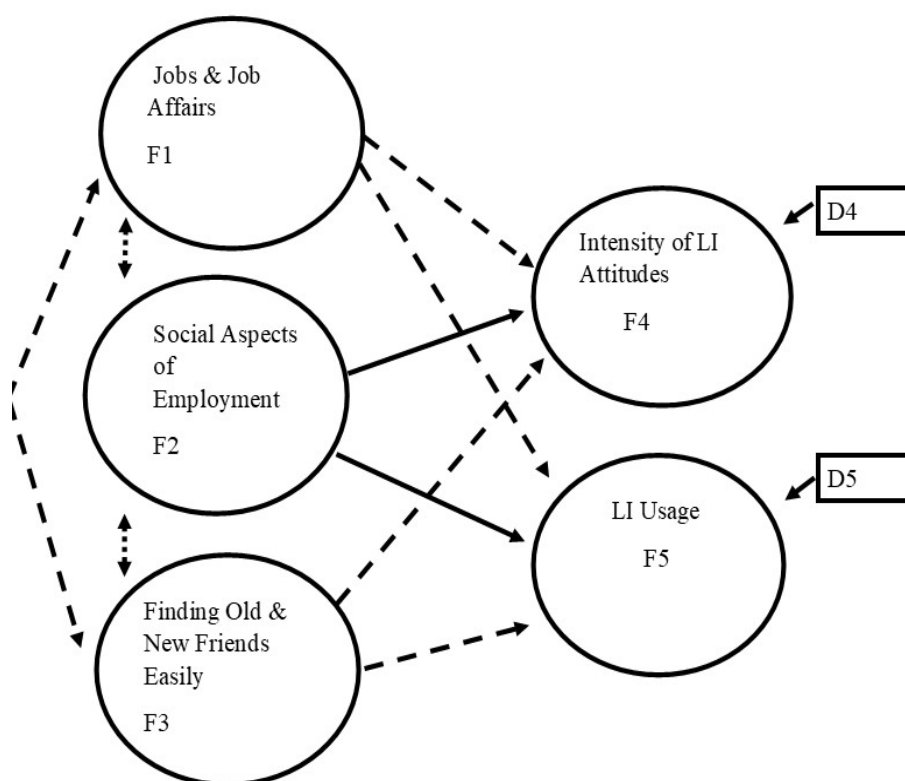 Jobs & Job
Affairs
F1
Social Aspects
of
Employment
F2
Finding Old &
New Friends
Easily
F3
Intensity of LI
Attitudes
F4
D4
LI Usage
F5
D5